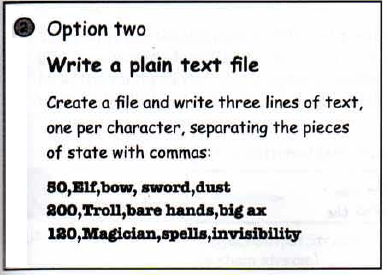 2 Option two
Write a plain text file
Create a file and write three lines of text,
one per character, separating the pieces
of state with commas:
50,Elf,bow, sword,dust
200,Troll,bare hands,big ax
120,Magician,spells,invisibility